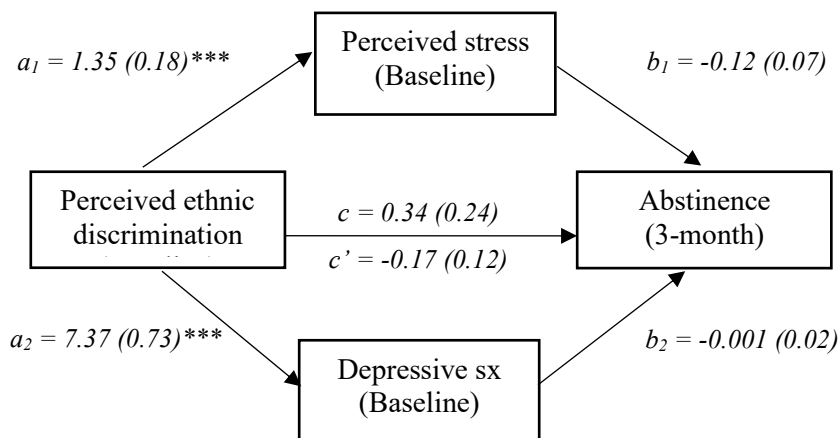 Perceived stress
(Baseline)
a₁ = 1.35 (0.18)***
b₁ = -0.12 (0.07)
Perceived ethnic
discrimination
c = 0.34 (0.24)
c’ = -0.17 (0.12)
Abstinence
(3-month)
a₂ = 7.37 (0.73)***
b₂ = -0.001 (0.02)
Depressive sx
(Baseline)